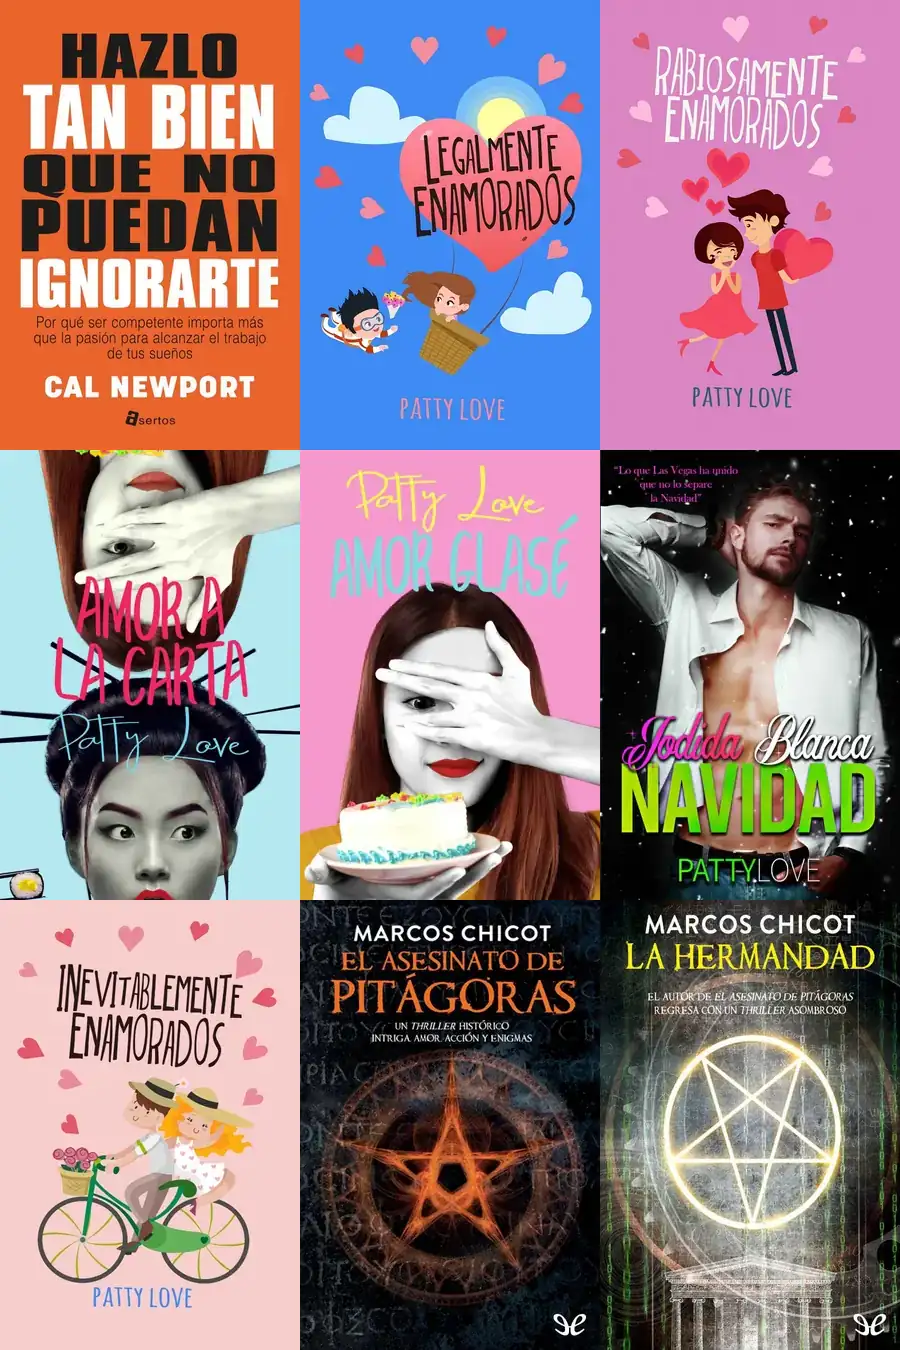 HAZLO
TAN BIEN
QUE NO
PUEDAN
IGNORARTE
Por qué ser competente importa más
que la pasión para alcanzar el trabajo
de tus sueños
CAL NEWPORT
asertos
LEGALMENTE
ENAMORADOS
PATTY LOVE
RABIOSAMENTE
ENAMORADOS
PATTY LOVE
AMOR A
LA CARTA
Patty Love
Patty Love
AMOR GLASÉ
"Lo que Las Vegas ha unido
que no lo separe
la Navidad"
Jodida Blanca
NAVIDAD
PATTY LOVE
INEVITABLEMENTE
ENAMORADOS
PATTY LOVE
MARCOS CHICOT
EL ASESINATO DE
PITÁGORAS
UN THRILLER HISTÓRICO
INTRIGA, AMOR, ACCIÓN Y ENIGMAS
MARCOS CHICOT
LA HERMANDAD
EL AUTOR DE EL ASESINATO DE PITÁGORAS
REGRESA CON UN THRILLER ASOMBROSO